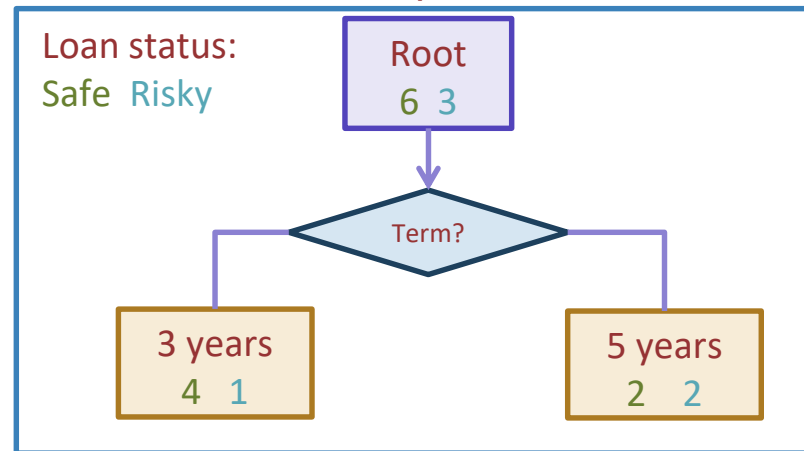 Loan status:
Safe Risky
Root
6 3
Term?
3 years
4 1
5 years
2 2